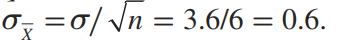 σ_X̅ = σ/√n = 3.6/6 = 0.6.